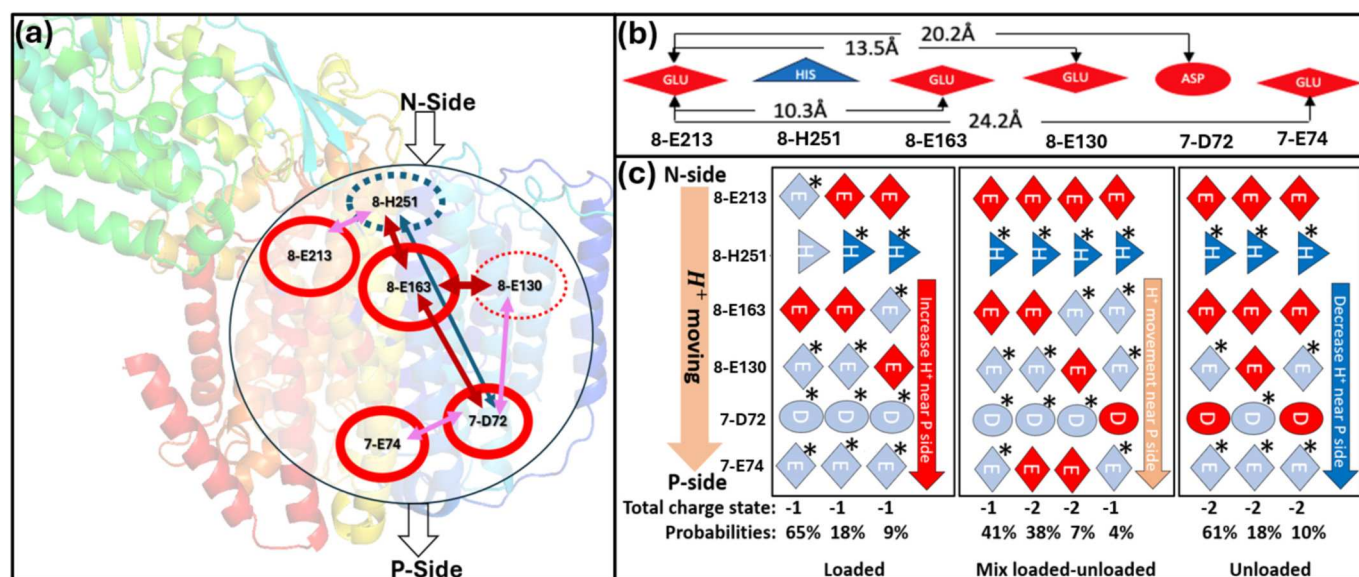 (a)
N-Side
8-H251
8-E213
8-E163
8-E130
7-D72
7-E74
P-Side
(b)
20.2Å
13.5Å
GLU HIS GLU GLU ASP GLU
10.3Å
24.2Å
8-E213 8-H251 8-E163 8-E130 7-D72 7-E74
(c)
N-side
H⁺ moving
P-side
8-E213 E* E E E E E E E E E
8-H251 H H* H* H* H* H* H* H* H* H*
8-E163 E E E* E E E* E* E E E
8-E130 E* E* E E* E* E E* E* E E*
7-D72 D* D* D* D* D* D* D D D* D
7-E74 E* E* E* E* E E E* E* E* E*
Increase H⁺ near P side
H⁺ movement near P side
Decrease H⁺ near P side
Total charge state: -1 -1 -1 -1 -2 -2 -1 -2 -2 -2
Probabilities: 65% 18% 9% 41% 38% 7% 4% 61% 18% 10%
Loaded Mix loaded-unloaded Unloaded